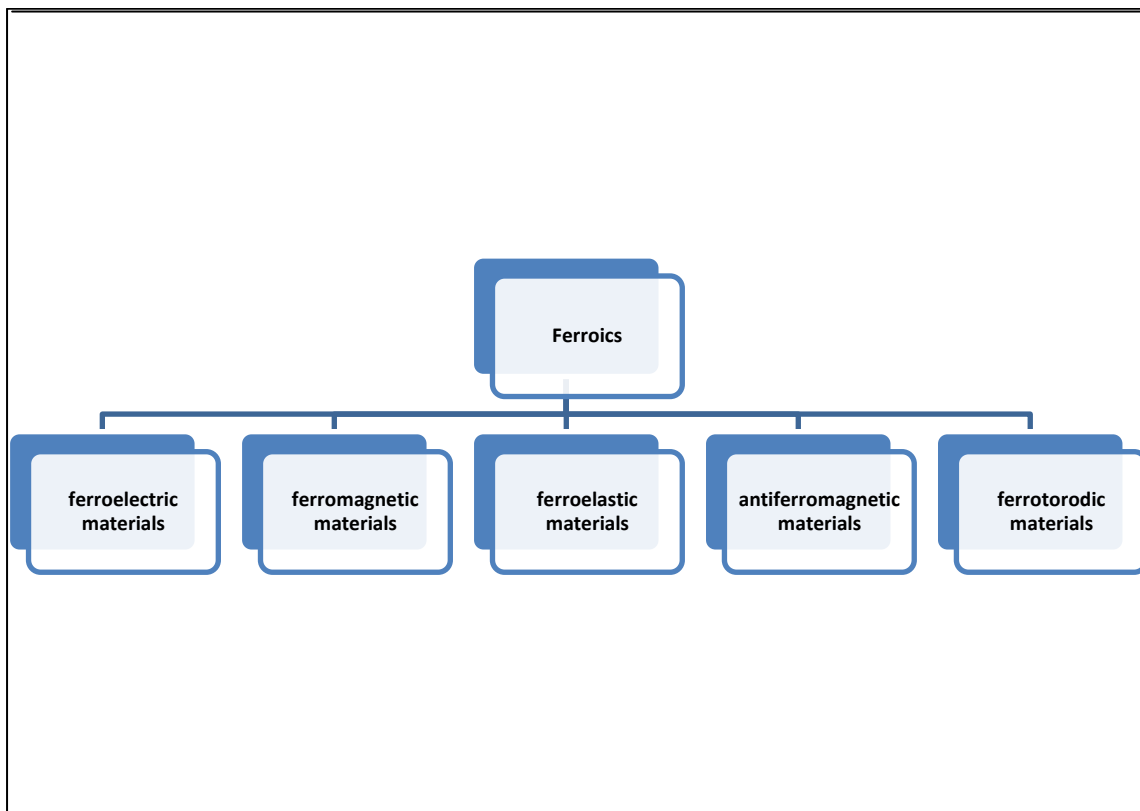 Ferroics
ferroelectric
materials
ferromagnetic
materials
ferroelastic
materials
antiferromagnetic
materials
ferrotorodic
materials